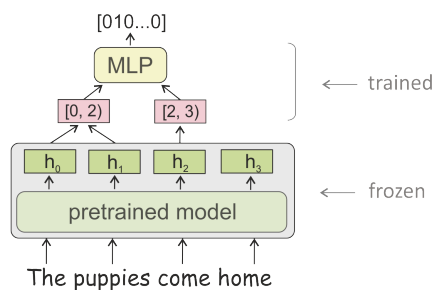 [010...0]
MLP
trained
[0, 2) [2, 3)
h₀ h₁ h₂ h₃
frozen
pretrained model
The puppies come home